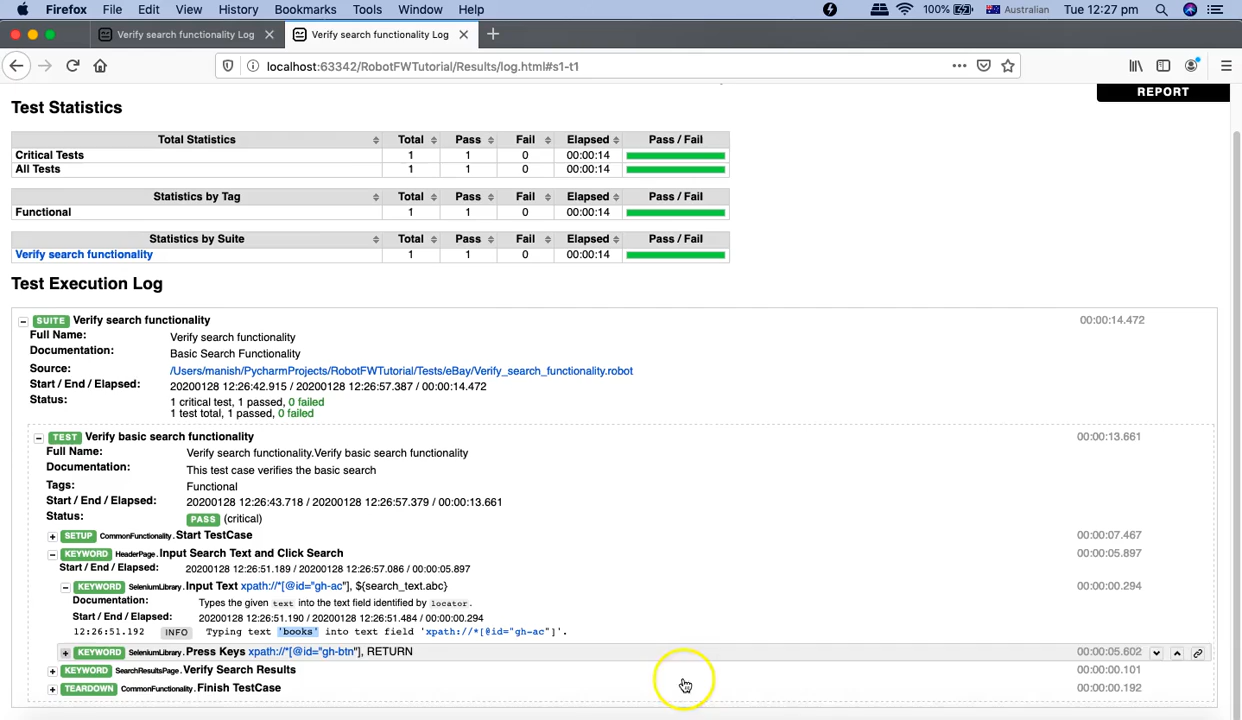 Firefox File Edit View History Bookmarks Tools Window Help 100% Australian Tue 12:27 pm
Verify search functionality Log Verify search functionality Log
localhost:63342/RobotFWTutorial/Results/log.html#s1-t1
REPORT
Test Statistics
Total Statistics Total Pass Fail Elapsed Pass / Fail
Critical Tests 1 1 0 00:00:14
All Tests 1 1 0 00:00:14
Statistics by Tag Total Pass Fail Elapsed Pass / Fail
Functional 1 1 0 00:00:14
Statistics by Suite Total Pass Fail Elapsed Pass / Fail
Verify search functionality 1 1 0 00:00:14
Test Execution Log
SUITE Verify search functionality 00:00:14.472
Full Name: Verify search functionality
Documentation: Basic Search Functionality
Source: /Users/manish/PycharmProjects/RobotFWTutorial/Tests/eBay/Verify_search_functionality.robot
Start / End / Elapsed: 20200128 12:26:42.915 / 20200128 12:26:57.387 / 00:00:14.472
Status: 1 critical test, 1 passed, 0 failed
1 test total, 1 passed, 0 failed
TEST Verify basic search functionality 00:00:13.661
Full Name: Verify search functionality.Verify basic search functionality
Documentation: This test case verifies the basic search
Tags: Functional
Start / End / Elapsed: 20200128 12:26:43.718 / 20200128 12:26:57.379 / 00:00:13.661
Status: PASS (critical)
SETUP CommonFunctionality.Start TestCase 00:00:07.467
KEYWORD HeaderPage.Input Search Text and Click Search 00:00:05.897
Start / End / Elapsed: 20200128 12:26:51.189 / 20200128 12:26:57.086 / 00:00:05.897
KEYWORD SeleniumLibrary.Input Text xpath://*[@id="gh-ac"], ${search_text.abc} 00:00:00.294
Documentation: Types the given text into the text field identified by locator.
Start / End / Elapsed: 20200128 12:26:51.190 / 20200128 12:26:51.484 / 00:00:00.294
12:26:51.192 INFO Typing text 'books' into text field 'xpath://*[@id="gh-ac"]'.
KEYWORD SeleniumLibrary.Press Keys xpath://*[@id="gh-btn"], RETURN 00:00:05.602
KEYWORD SearchResultsPage.Verify Search Results 00:00:00.101
TEARDOWN CommonFunctionality.Finish TestCase 00:00:00.192